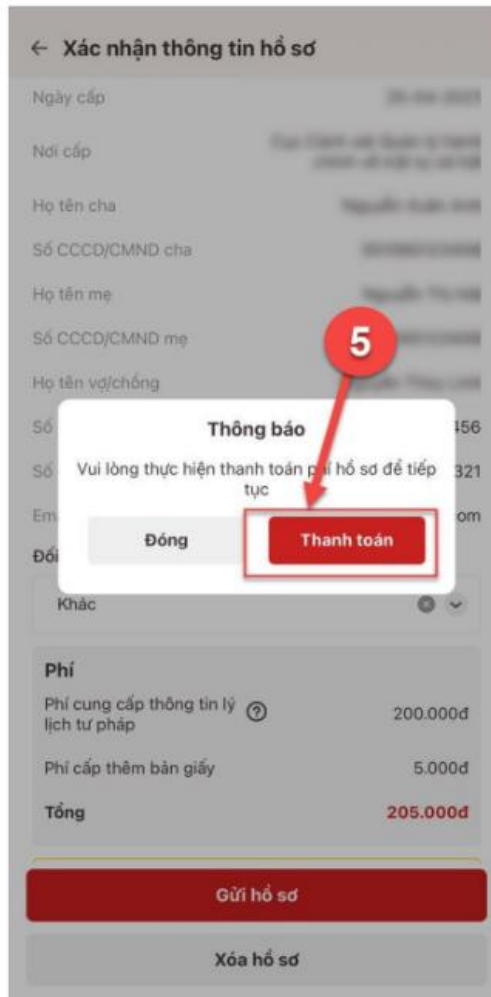 ← Xác nhận thông tin hồ sơ
Ngày cấp
Nơi cấp
Họ tên cha
Số CCCD/CMND cha
Họ tên mẹ
5
Số CCCD/CMND mẹ
Họ tên vợ/chồng
Số 456
Thông báo
Vui lòng thực hiện thanh toán phí hồ sơ để tiếp
tục
Số 321
Em om
Đóng
Thanh toán
Đối
Khác
Phí
Phí cung cấp thông tin lý
lịch tư pháp
200.000đ
Phí cấp thêm bản giấy 5.000đ
Tổng 205.000đ
Gửi hồ sơ
Xóa hồ sơ